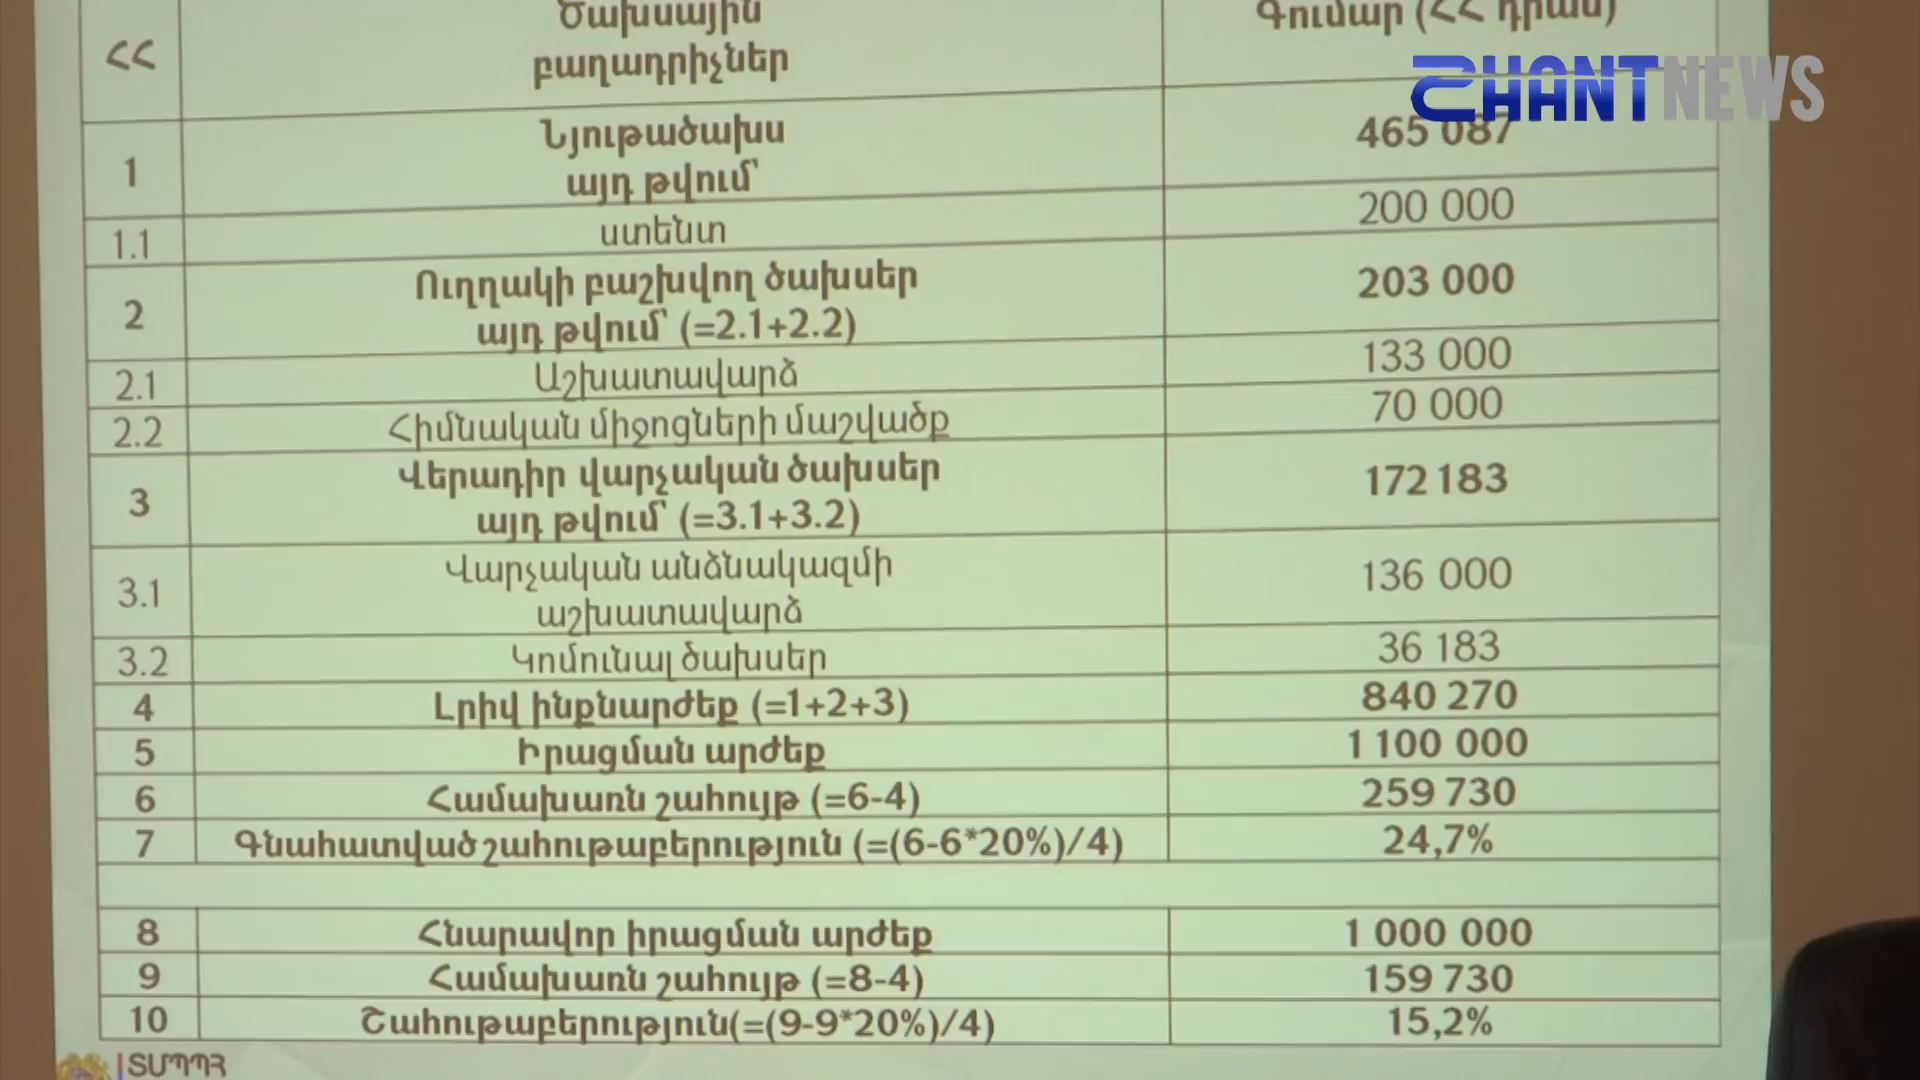 Ծախսային
Գումար (ՀՀ դրամ)
ՀՀ
բաղադրիչներ
SHANTNEWS
1
Նյութածախս
465 087
այդ թվում՝
1.1
ստենտ
200 000
2
Ուղղակի բաշխվող ծախսեր
203 000
այդ թվում՝ (=2.1+2.2)
2.1
Աշխատավարձ
133 000
2.2
Հիմնական միջոցների մաշվածք
70 000
3
Վերադիր վարչական ծախսեր
172 183
այդ թվում՝ (=3.1+3.2)
3.1
Վարչական անձնակազմի
136 000
աշխատավարձ
3.2
Կոմունալ ծախսեր
36 183
4
Լրիվ ինքնարժեք (=1+2+3)
840 270
5
Իրացման արժեք
1 100 000
6
Համախառն շահույթ (=6-4)
259 730
7
Գնահատված շահութաբերություն (=(6-6*20%)/4)
24,7%
8
Հնարավոր իրացման արժեք
1 000 000
9
Համախառն շահույթ (=8-4)
159 730
10
Շահութաբերություն(=(9-9*20%)/4)
15,2%
ՏՄՊՊՀ